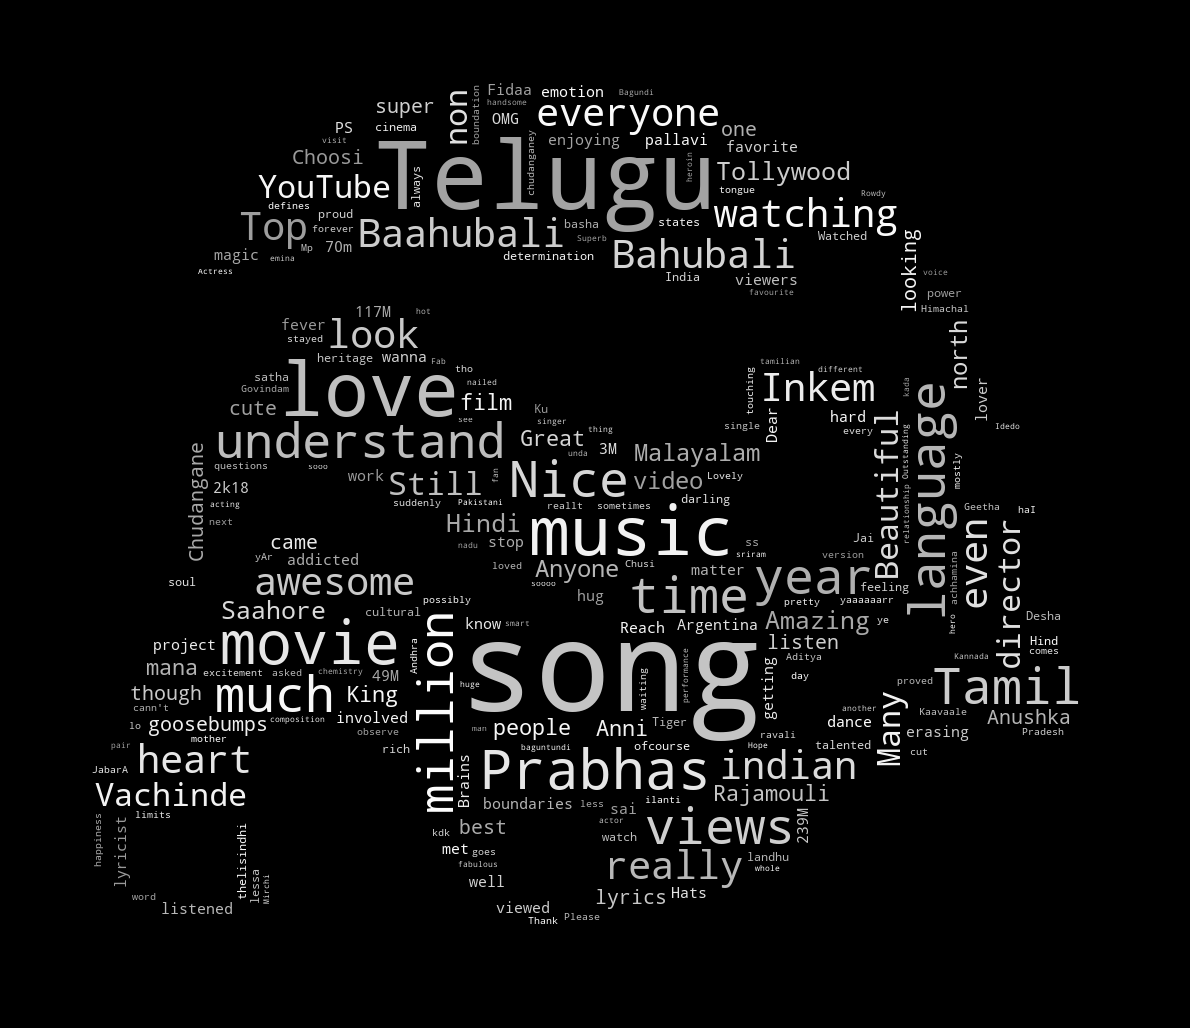 Fidaa
emotion
Bagundi
super
non
boundation
handsome
everyone
PS
cinema
OMG
one
visit
enjoying
pallavi
favorite
Choosi
Telugu
chudanganey
heroin
Tollywood
YouTube
always
tongue
Rowdy
defines
proud
basha
states
watching
Top
forever
Baahubali
Superb
Watched
Mp
70m
magic
emina
determination
Bahubali
looking
Actress
India
viewers
voice
favourite
power
Himachal
117M
hot
fever
look
north
stayed
heritage
wanna
Fab
tamilian
different
satha
love
tho
touching
Inkem
kada
lover
Govindam
nailed
film
cute
see
Ku
singer
single
Dear
hard
every
Idedo
understand
Great
thing
3M
Malayalam
Beautiful
Outstanding
language
mostly
unda
Chudangane
questions
sooo
work
Still
fan
Nice
video
Lovely
2k18
acting
suddenly
Pakistani
reallt
sometimes
darling
relationship
Geetha
haI
next
Hindi
music
came
nadu
stop
ss
Jai
even
director
yAr
addicted
loved
Anyone
Chusi
sriram
version
soul
awesome
soooo
matter
year
feeling
achhamina
possibly
hug
time
pretty
yaaaaaarr
Saahore
cultural
know
smart
Reach
Argentina
Amazing
ye
hero
Desha
project
movie
Andhra
million
song
listen
Hind
comes
mana
excitement
asked
chemistry
49M
huge
waiting
performance
getting
Aditya
Kannada
though
much
King
day
proved
Tamil
cann't
another
Kaavaale
lo
goosebumps
composition
involved
man
people
Anni
Tiger
dance
Many
Anushka
mother
observe
ravali
erasing
Pradesh
pair
heart
rich
baguntundi
ofcourse
Hope
talented
cut
JabarA
Brains
Prabhas
indian
Vachinde
boundaries
less
ilanti
Rajamouli
limits
sai
happiness
lyricist
thelisindhi
kdk
best
actor
views
239M
watch
met
goes
landhu
fabulous
really
whole
lessa
Mirchi
well
word
listened
lyrics
Hats
viewed
Thank
Please